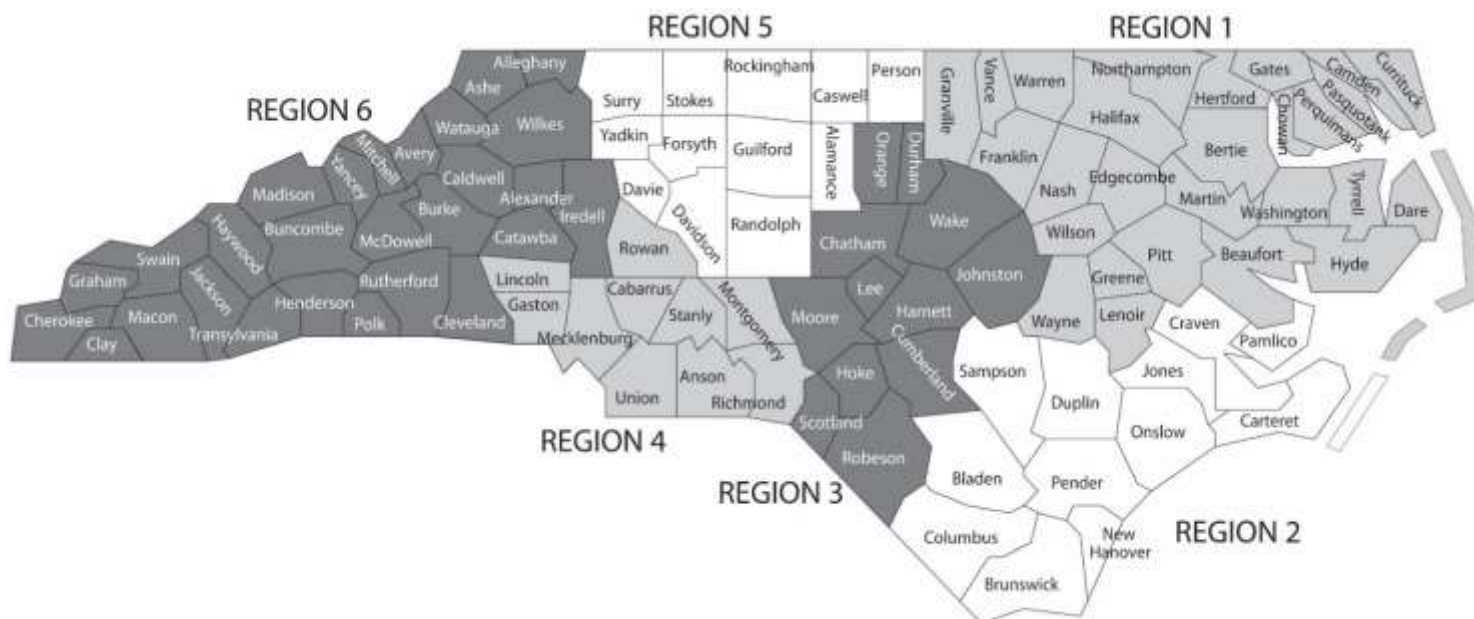 REGION 5
REGION 1
REGION 6
Alleghany
Ashe
Surry
Stokes
Rockingham
Caswell
Person
Granville
Vance
Warren
Northampton
Gates
Camden
Currituck
Pasquotank
Perquimans
Chowan
Hertford
Halifax
Watauga
Wilkes
Yadkin
Forsyth
Guilford
Alamance
Orange
Durham
Franklin
Nash
Edgecombe
Bertie
Mitchell
Avery
Yancey
Caldwell
Alexander
Iredell
Davie
Davidson
Randolph
Chatham
Wake
Wilson
Martin
Washington
Tyrrell
Dare
Madison
Buncombe
Burke
McDowell
Catawba
Rowan
Haywood
Swain
Graham
Jackson
Rutherford
Lincoln
Cabarrus
Montgomery
Lee
Johnston
Greene
Pitt
Beaufort
Hyde
Cherokee
Macon
Clay
Transylvania
Henderson
Polk
Cleveland
Gaston
Mecklenburg
Stanly
Moore
Harnett
Wayne
Lenoir
Craven
Pamlico
Union
Anson
Richmond
Hoke
Cumberland
Sampson
Duplin
Jones
Carteret
Onslow
Scotland
Robeson
REGION 4
REGION 3
Bladen
Pender
REGION 2
Columbus
New
Hanover
Brunswick